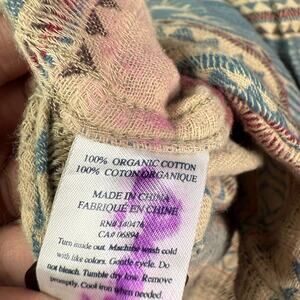 100% ORGANIC COTTON
100% COTON ORGANIQUE
MADE IN CHINA
FABRIQUÉ EN CHINE
RN# 140476
CA# 06894
Turn inside out. Machine wash cold
with like colors. Gentle cycle. Do
not bleach. Tumble dry low. Remove
promptly. Cool iron when needed.